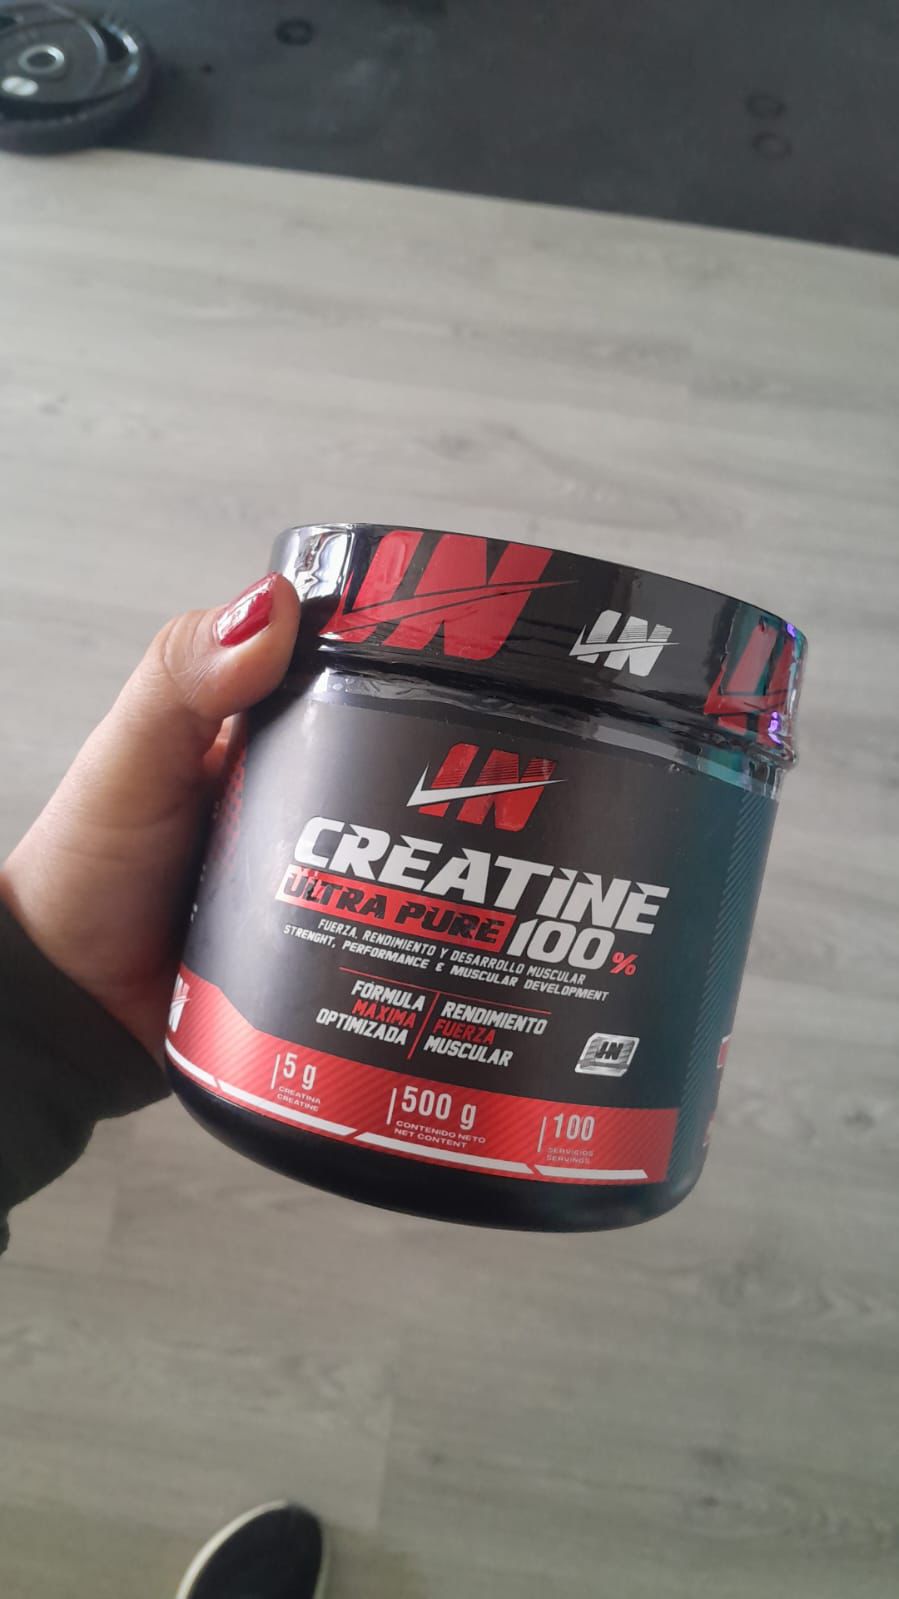 IN
IN
IN
CREATINE
ULTRA PURE 100%
FUERZA, RENDIMIENTO Y DESARROLLO MUSCULAR
STRENGHT, PERFORMANCE & MUSCULAR DEVELOPMENT
FÓRMULA
MAXIMA
OPTIMIZADA
RENDIMIENTO
FUERZA
MUSCULAR
IN
5 g
CREATINA
CREATINE
500 g
CONTENIDO NETO
NET CONTENT
100
SERVICIOS
SERVINGS